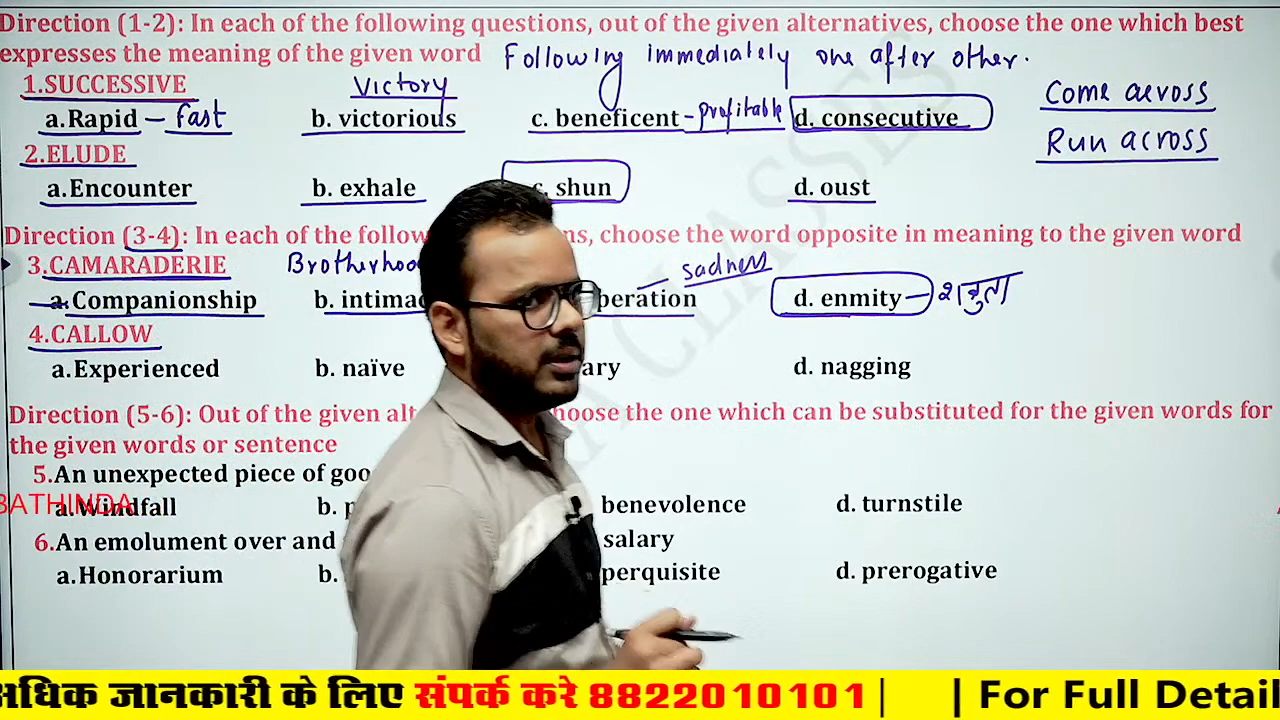 Direction (1-2): In each of the following questions, out of the given alternatives, choose the one which best
expresses the meaning of the given word Following immediately one after other.
1.SUCCESSIVE Victory Come across
a.Rapid – fast b. victorious c. beneficent - profitable d. consecutive
Run across
2.ELUDE
a.Encounter b. exhale c. shun d. oust
Direction (3-4): In each of the follow ns, choose the word opposite in meaning to the given word
3.CAMARADERIE Brotherhoo sadness
a. Companionship b. intimac peration d. enmity – शत्रुता
4.CALLOW
a.Experienced b. naïve ary d. nagging
Direction (5-6): Out of the given alt hoose the one which can be substituted for the given words for
the given words or sentence
5.An unexpected piece of goo
BATHINDA
a.Windfall b. p benevolence d. turnstile
6.An emolument over and salary
a.Honorarium b. perquisite d. prerogative
CLASSES
अधिक जानकारी के लिए संपर्क करे 8822010101 | | For Full Detail